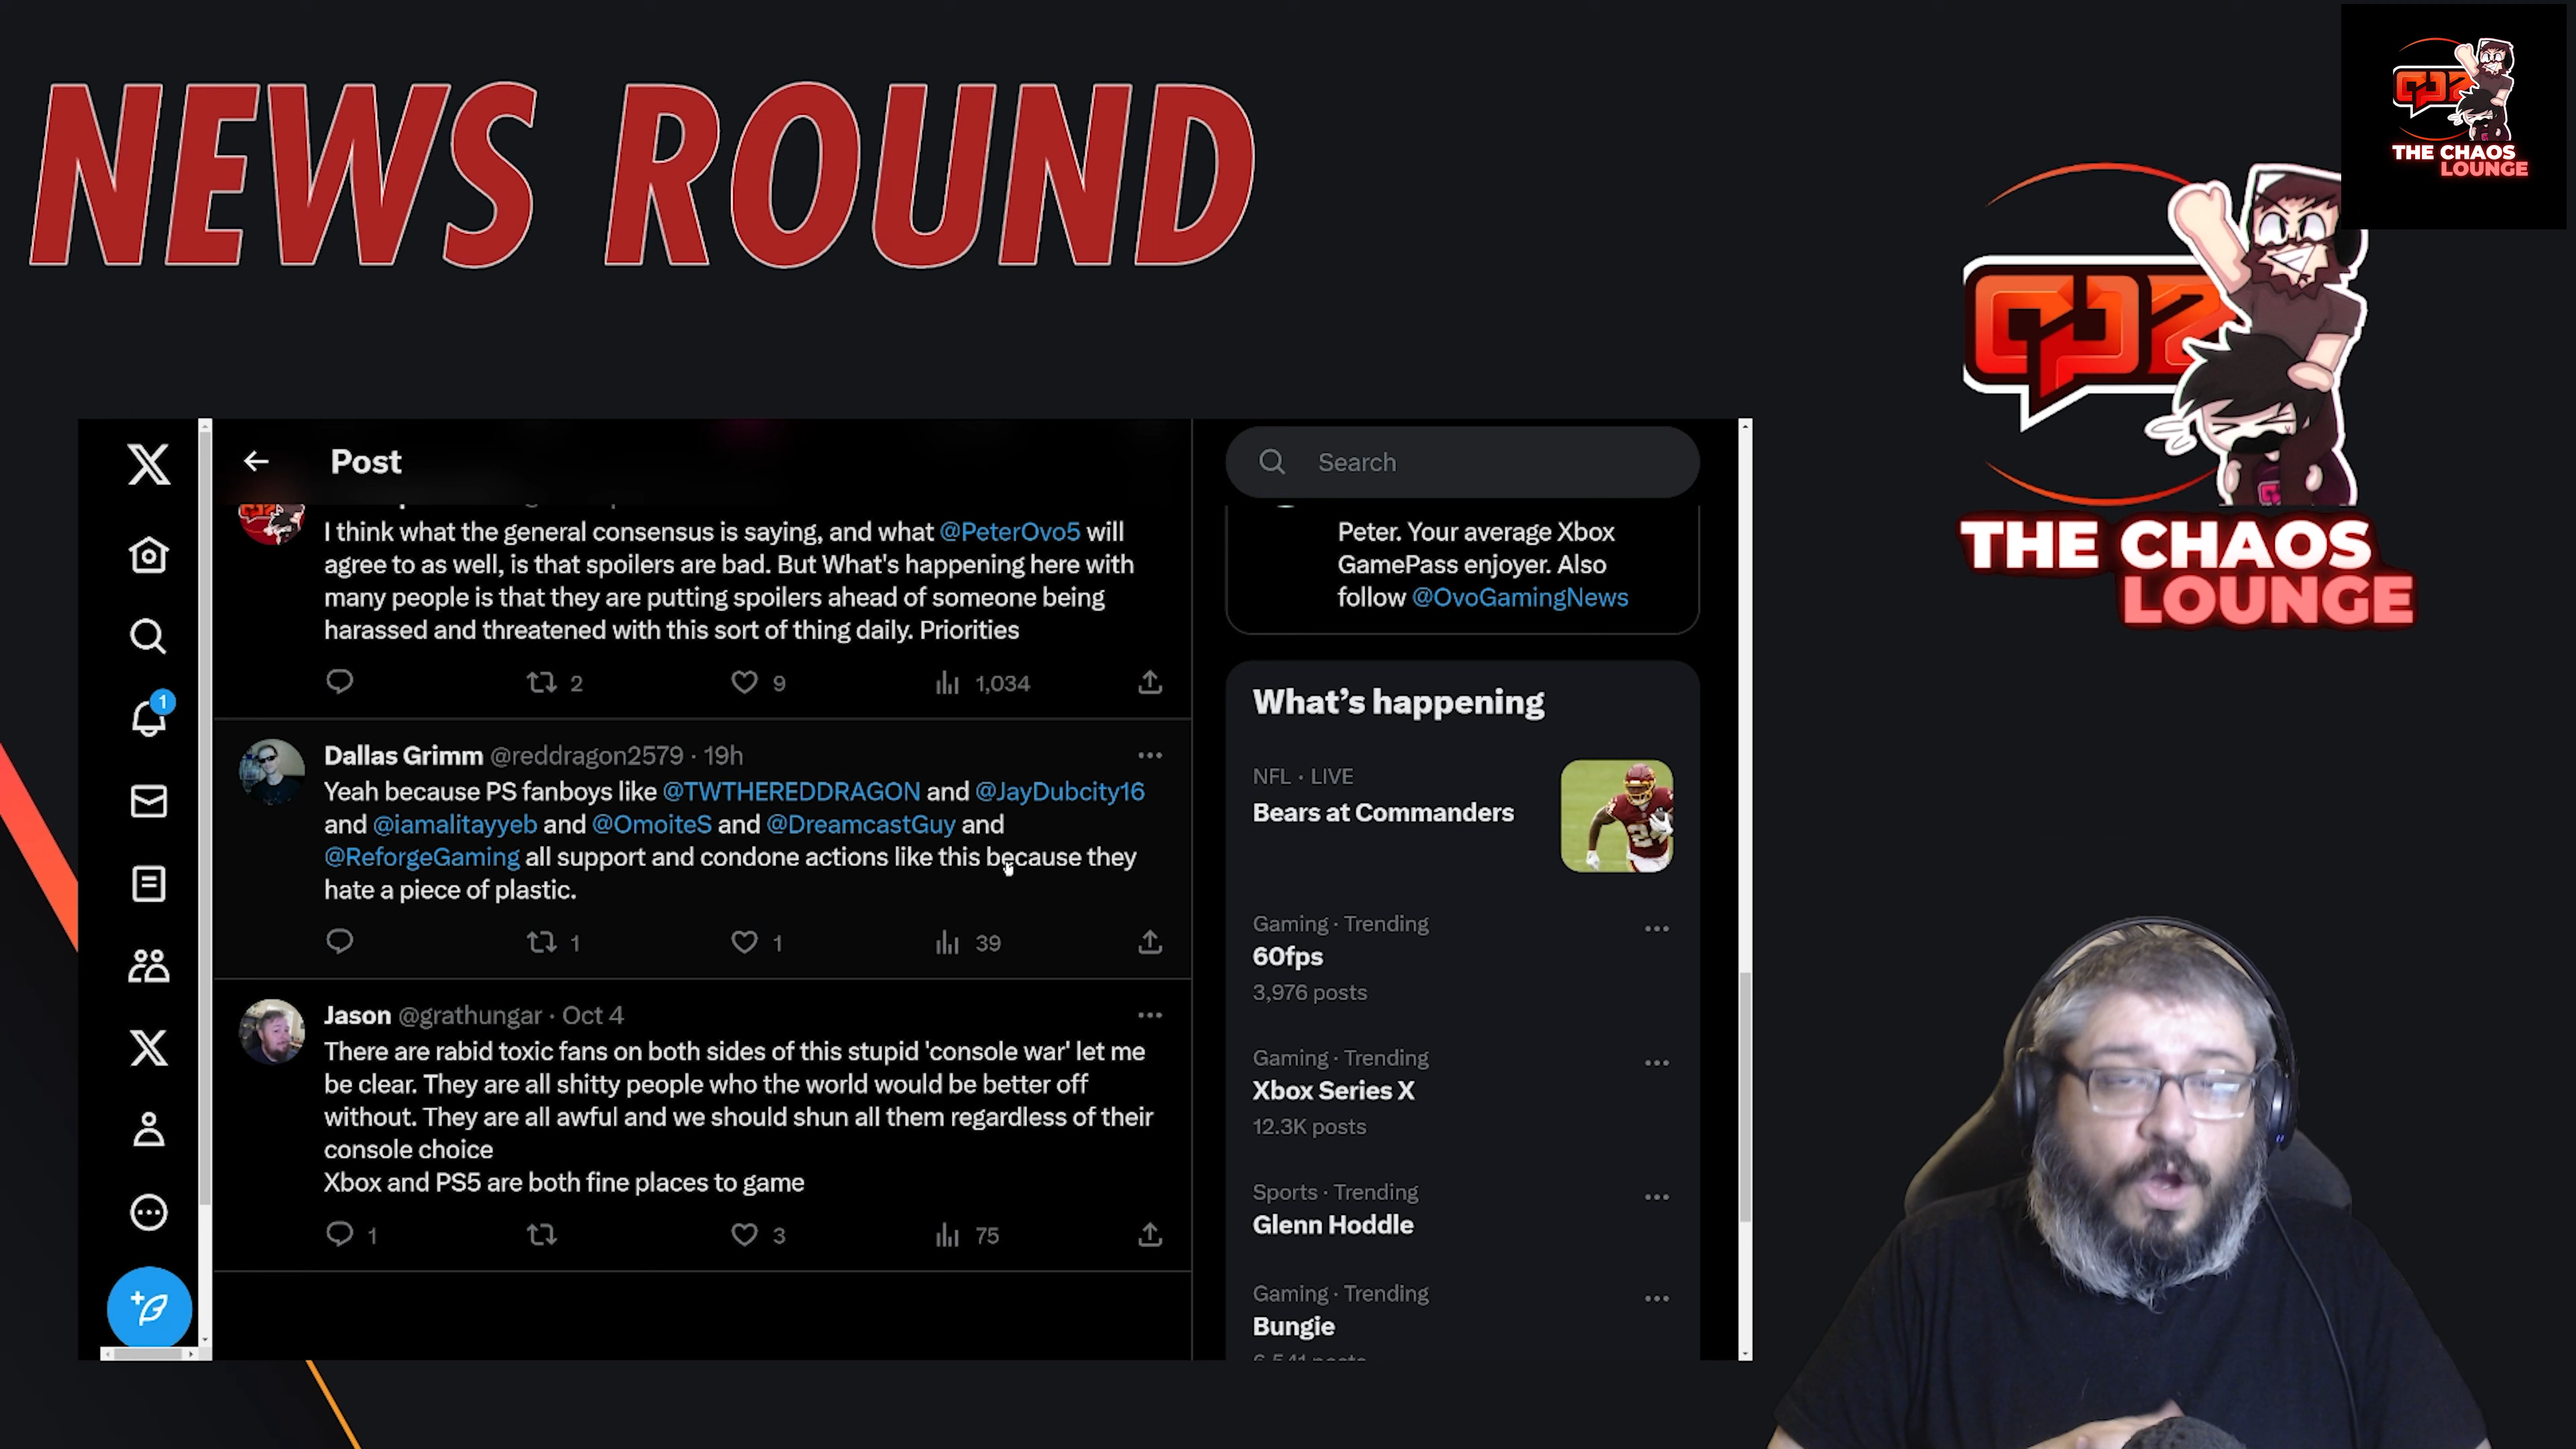 NEWS ROUND
THE CHAOS
LOUNGE
THE CHAOS
LOUNGE
Post
I think what the general consensus is saying, and what @PeterOvo5 will
agree to as well, is that spoilers are bad. But What's happening here with
many people is that they are putting spoilers ahead of someone being
harassed and threatened with this sort of thing daily. Priorities
2
9
1,034
Dallas Grimm @reddragon2579 · 19h
Yeah because PS fanboys like @TWTHEREDDRAGON and @JayDubcity16
and @iamalitayyeb and @OmoiteS and @DreamcastGuy and
@ReforgeGaming all support and condone actions like this because they
hate a piece of plastic.
1
1
39
Jason @grathungar · Oct 4
There are rabid toxic fans on both sides of this stupid 'console war' let me
be clear. They are all shitty people who the world would be better off
without. They are all awful and we should shun all them regardless of their
console choice
Xbox and PS5 are both fine places to game
1
3
75
1
Search
Peter. Your average Xbox
GamePass enjoyer. Also
follow @OvoGamingNews
What's happening
NFL · LIVE
Bears at Commanders
Gaming · Trending
60fps
3,976 posts
Gaming · Trending
Xbox Series X
12.3K posts
Sports · Trending
Glenn Hoddle
Gaming · Trending
Bungie